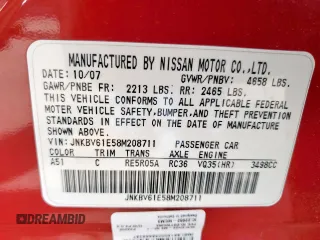 MANUFACTURED BY NISSAN MOTOR CO.,LTD.
DATE: 10/07 GVWR/PNBV: 4658 LBS.
GAWR/PNBE FR: 2213 LBS. RR: 2465 LBS.
THIS VEHICLE CONFORMS TO ALL APPLICABLE FEDERAL
MOTOR VEHICLE SAFETY, BUMPER, AND THEFT PREVENTION
STANDARDS IN EFFECT ON THE DATE OF MANUFACTURE
SHOWN ABOVE.
VIN: JNKBV61E58M208711 PASSENGER CAR
COLOR TRIM TRANS AXLE ENGINE
A51 C RE5R05A RC36 VQ35(HR) 3498CC
JNKBV61E58M208711
AUTOBIDMASTER